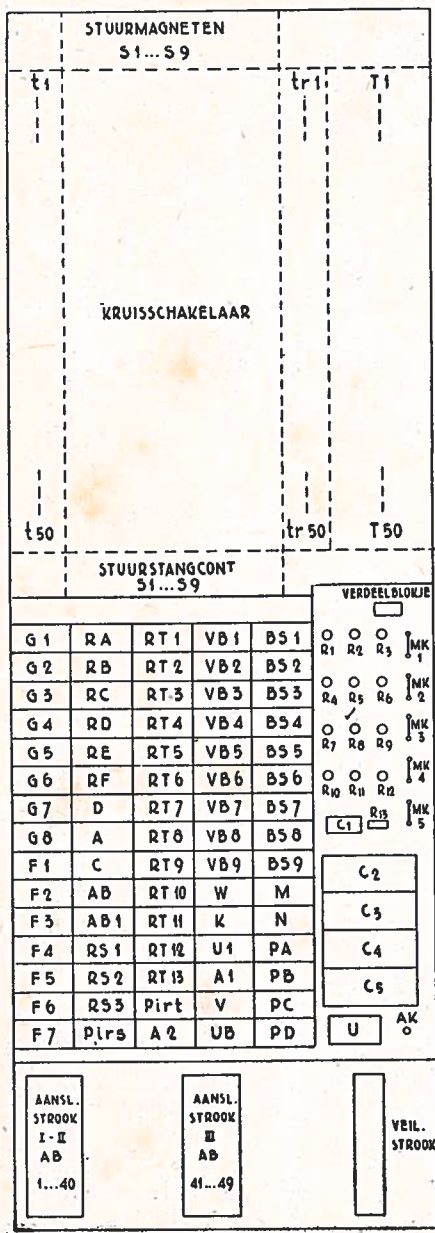 STUURMAGNETEN
S1...S9
t1 tr1 T1
KRUISSCHAKELAAR
t50 tr50 T50
STUURSTANGCONT
S1...S9
VERDEELBLOKJE
G1 RA RT1 VB1 BS1
G2 RB RT2 VB2 BS2
G3 RC RT3 VB3 BS3
G4 RD RT4 VB4 BS4
G5 RE RT5 VB5 BS5
G6 RF RT6 VB6 BS6
G7 D RT7 VB7 BS7
G8 A RT8 VB8 BS8
F1 C RT9 VB9 BS9
F2 AB RT10 W M
F3 AB1 RT11 K N
F4 RS1 RT12 U1 PA
F5 RS2 RT13 A1 PB
F6 RS3 Pirt V PC
F7 Pirs A2 UB PD
R1 R2 R3 MK
1
R4 R5 R6 MK
2
R7 R8 R9 MK
3
R10 R11 R12 MK
4
C1 R13 MK
5
C2
C3
C4
C5
U AK
AANSL.
STROOK
I-II
AB
1...40
AANSL.
STROOK
III
AB
41...49
VEIL.
STROOK